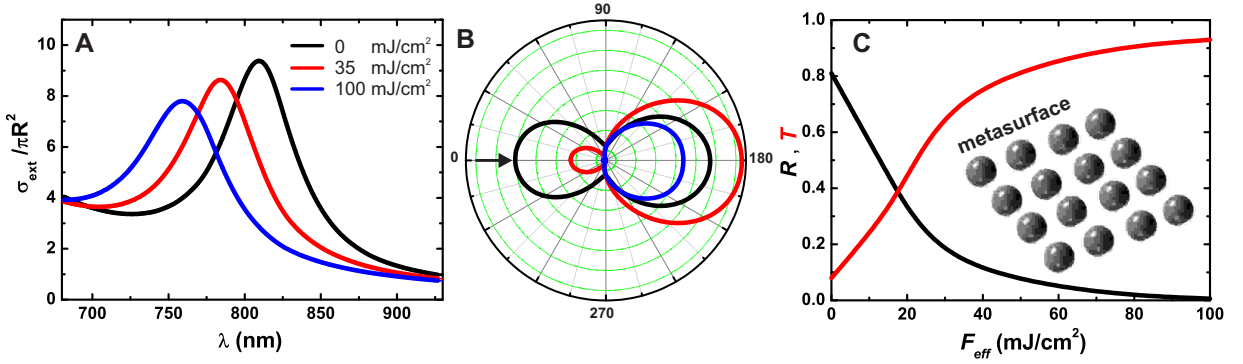 A
0 mJ/cm²
35 mJ/cm²
100 mJ/cm²
10
8
6
4
2
0
σext /πR²
700 750 800 850 900
λ (nm)
B
90
0
180
270
C
1.0
0.8
0.6
0.4
0.2
0.0
R , T
metasurface
0 20 40 60 80 100
Feff (mJ/cm²)